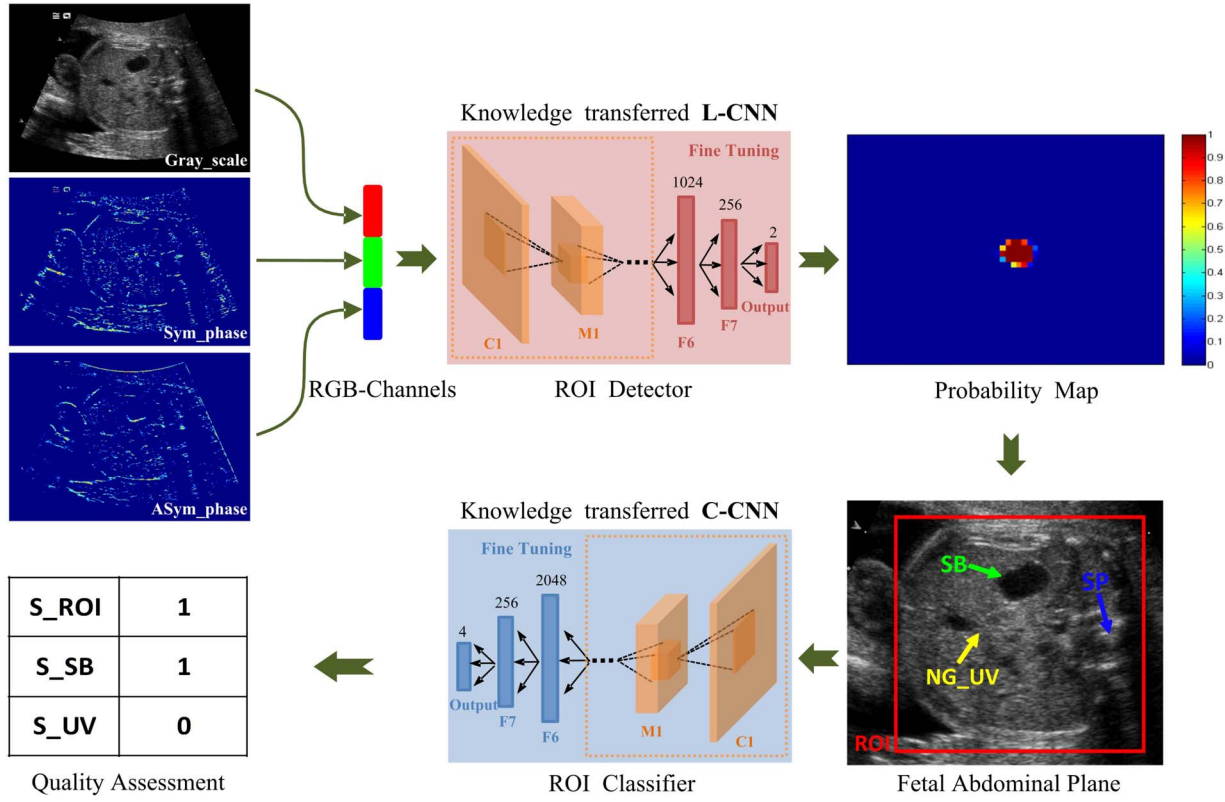 Gray_scale
Sym_phase
ASym_phase
RGB-Channels
Knowledge transferred L-CNN
Fine Tuning
1024
256
2
C1
M1
F6
F7
Output
ROI Detector
1
0.9
0.8
0.7
0.6
0.5
0.4
0.3
0.2
0.1
0
Probability Map
SB
SP
NG_UV
ROI
Fetal Abdominal Plane
Knowledge transferred C-CNN
Fine Tuning
2048
256
4
Output
F7
F6
M1
C1
ROI Classifier
S_ROI 1
S_SB 1
S_UV 0
Quality Assessment